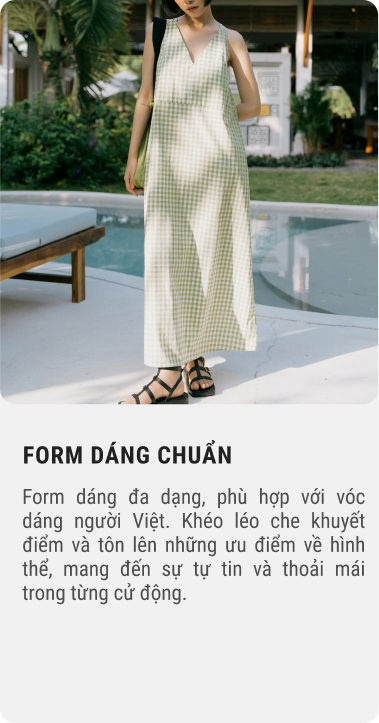 FORM DÁNG CHUẨN
Form dáng đa dạng, phù hợp với vóc
dáng người Việt. Khéo léo che khuyết
điểm và tôn lên những ưu điểm về hình
thể, mang đến sự tự tin và thoải mái
trong từng cử động.